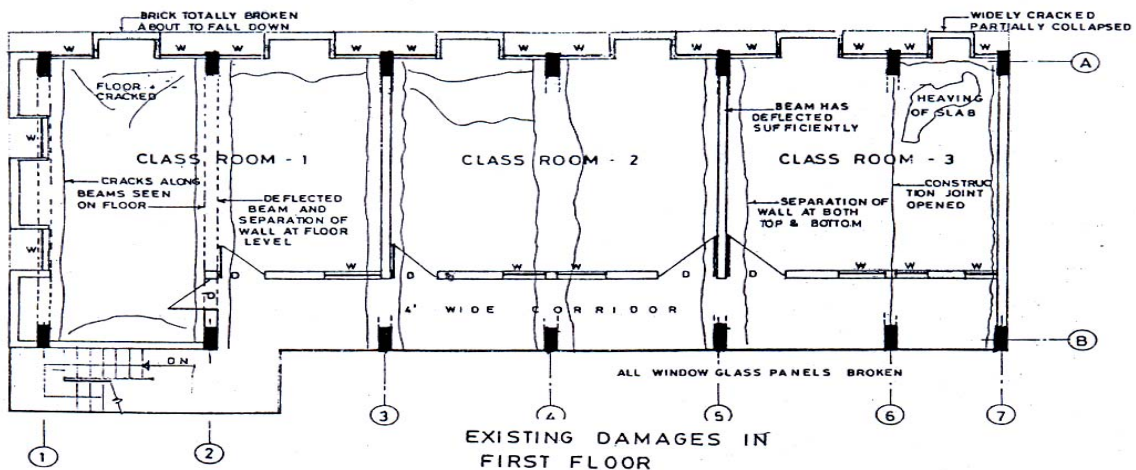 BRICK TOTALLY BROKEN
ABOUT TO FALL DOWN
WIDELY CRACKED
PARTIALLY COLLAPSED
W W W W W W W W W W W
A
FLOOR
CRACKED
BEAM HAS
DEFLECTED
SUFFICIENTLY
HEAVING
OF SLAB
W
CLASS ROOM - 1
CLASS ROOM - 2
CLASS ROOM - 3
CRACKS ALONG
BEAMS SEEN
ON FLOOR
DEFLECTED
BEAM AND
SEPARATION OF
WALL AT FLOOR
LEVEL
SEPARATION OF
WALL AT BOTH
TOP & BOTTOM
CONSTRUC
TION JOINT
OPENED
W
W W W W W W
D D D D
D
4' WIDE CORRIDOR
B
DN
ALL WINDOW GLASS PANELS BROKEN
1
2
3
4
5
6
7
EXISTING DAMAGES IN
FIRST FLOOR